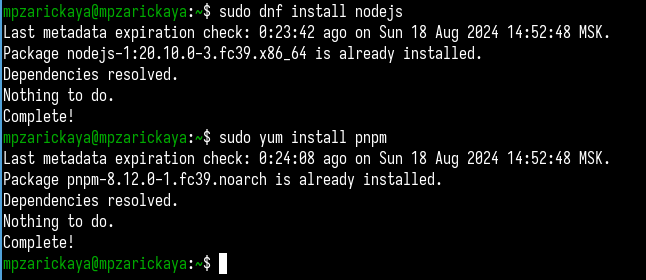 mpzarickaya@mpzarickaya:~$ sudo dnf install nodejs
Last metadata expiration check: 0:23:42 ago on Sun 18 Aug 2024 14:52:48 MSK.
Package nodejs-1:20.10.0-3.fc39.x86_64 is already installed.
Dependencies resolved.
Nothing to do.
Complete!
mpzarickaya@mpzarickaya:~$ sudo yum install pnpm
Last metadata expiration check: 0:24:08 ago on Sun 18 Aug 2024 14:52:48 MSK.
Package pnpm-8.12.0-1.fc39.noarch is already installed.
Dependencies resolved.
Nothing to do.
Complete!
mpzarickaya@mpzarickaya:~$